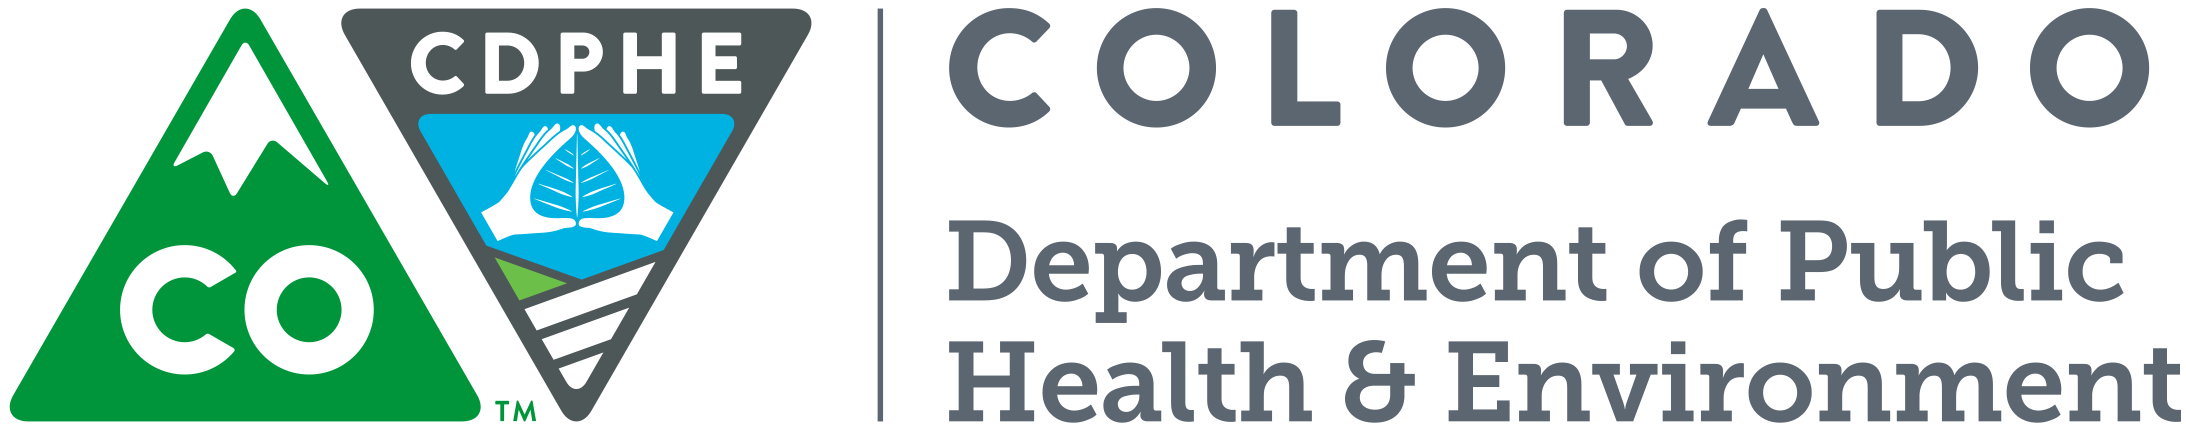 CO
TM
CDPHE
COLORADO
Department of Public
Health & Environment